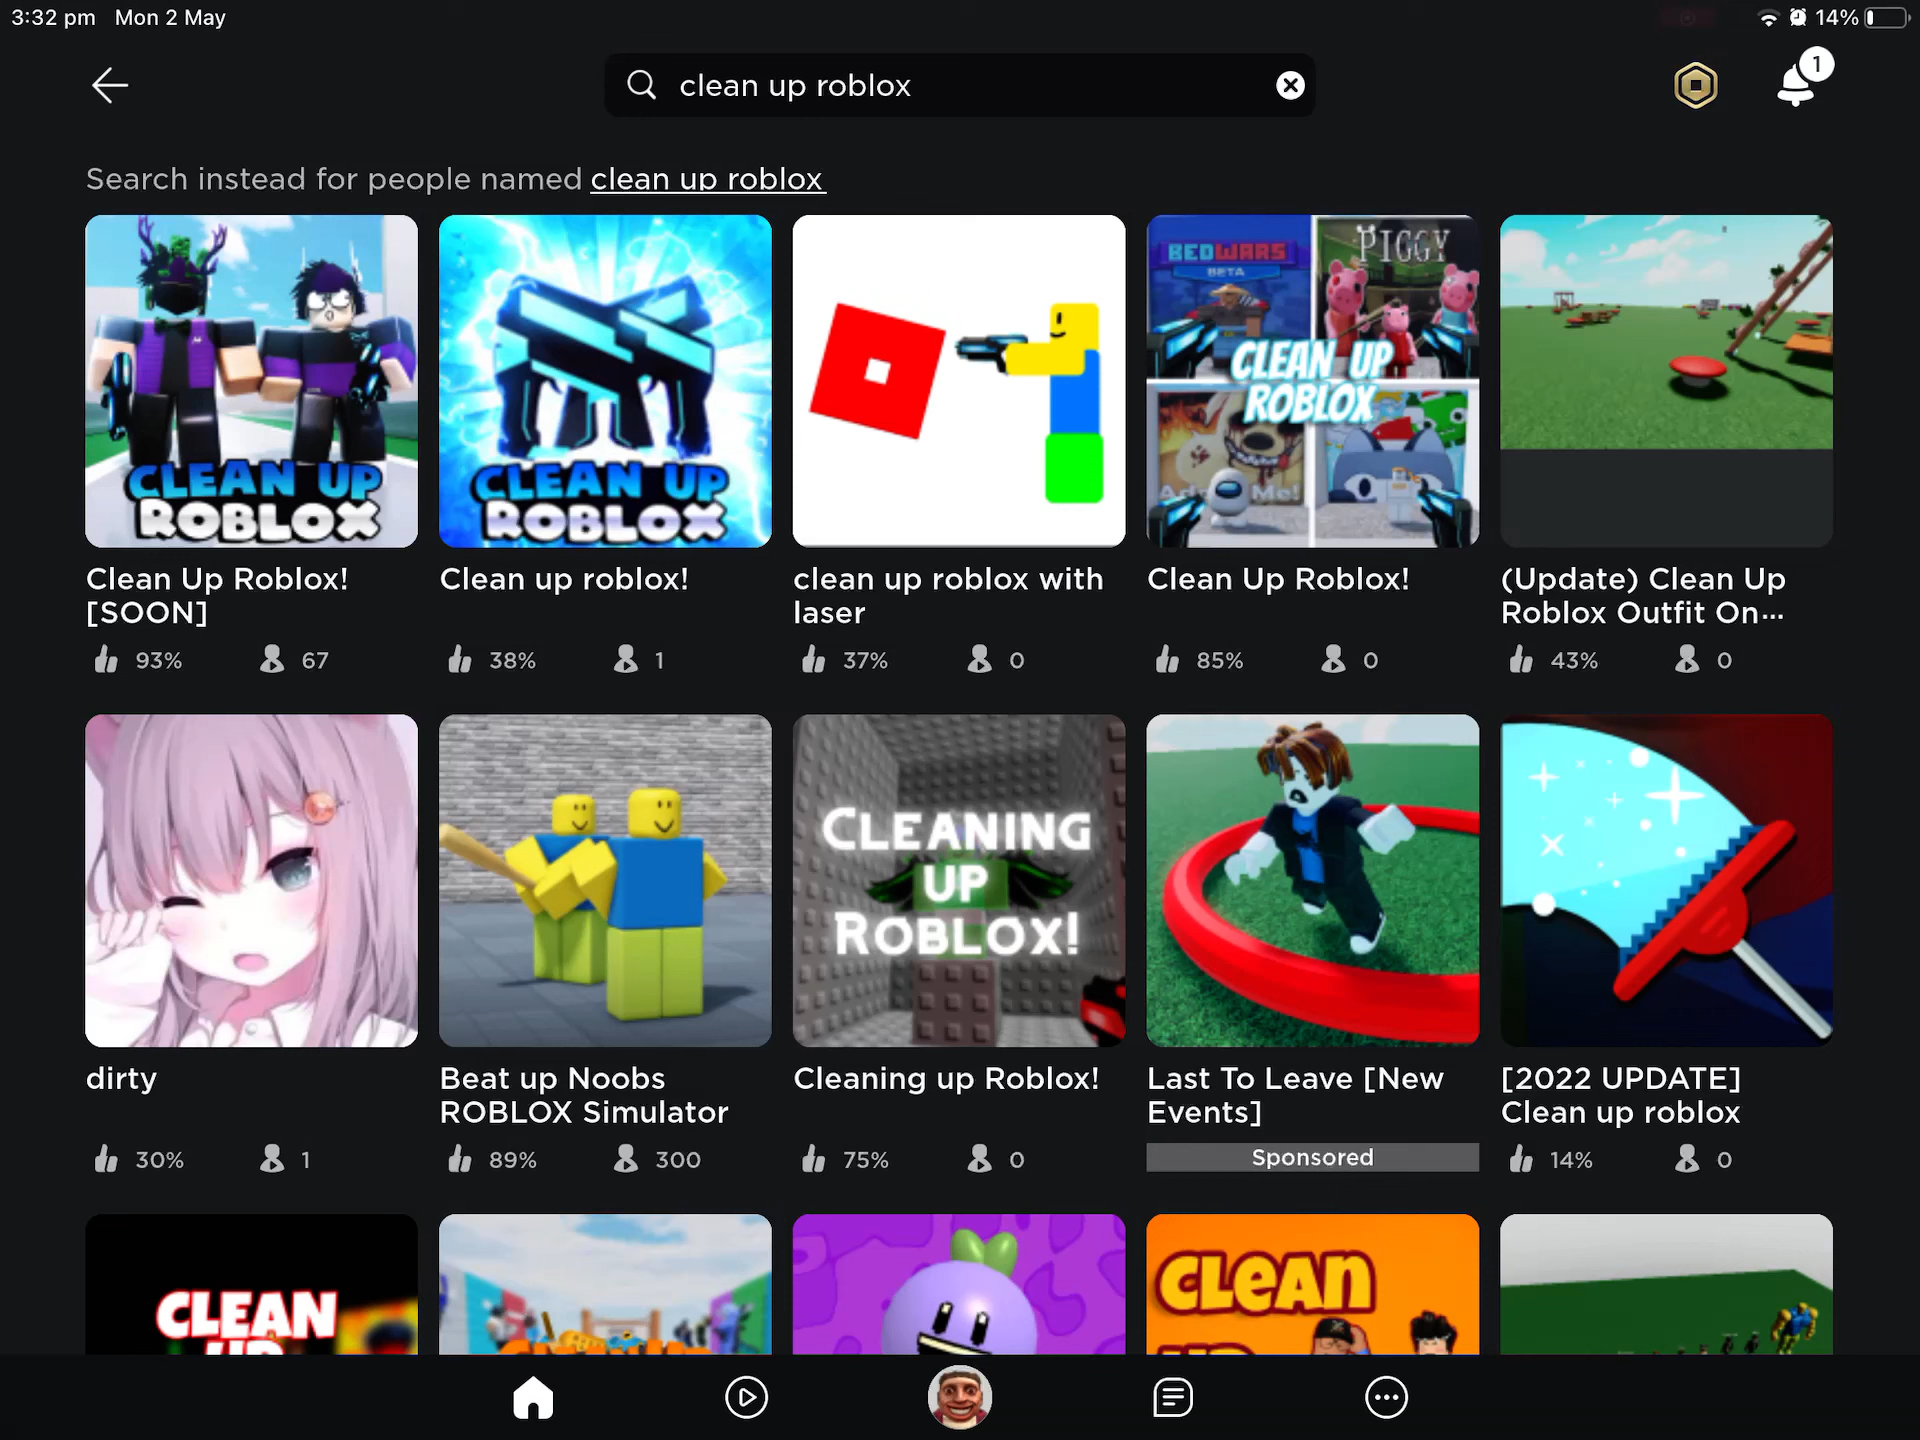 3:32 pm Mon 2 May
14%
clean up roblox
1
Search instead for people named clean up roblox
CLEAN UP
ROBLOX
CLEAN UP
ROBLOX
BEDWARS
BETA
PIGGY
CLEAN UP
ROBLOX
Me!
Clean Up Roblox!
[SOON]
Clean up roblox!
clean up roblox with
laser
Clean Up Roblox!
(Update) Clean Up
Roblox Outfit On...
93% 67
38% 1
37% 0
85% 0
43% 0
CLEANING
UP
ROBLOX!
dirty
Beat up Noobs
ROBLOX Simulator
Cleaning up Roblox!
Last To Leave [New
Events]
[2022 UPDATE]
Clean up roblox
30% 1
89% 300
75% 0
Sponsored
14% 0
CLEAN
UP
CLEAN
UP